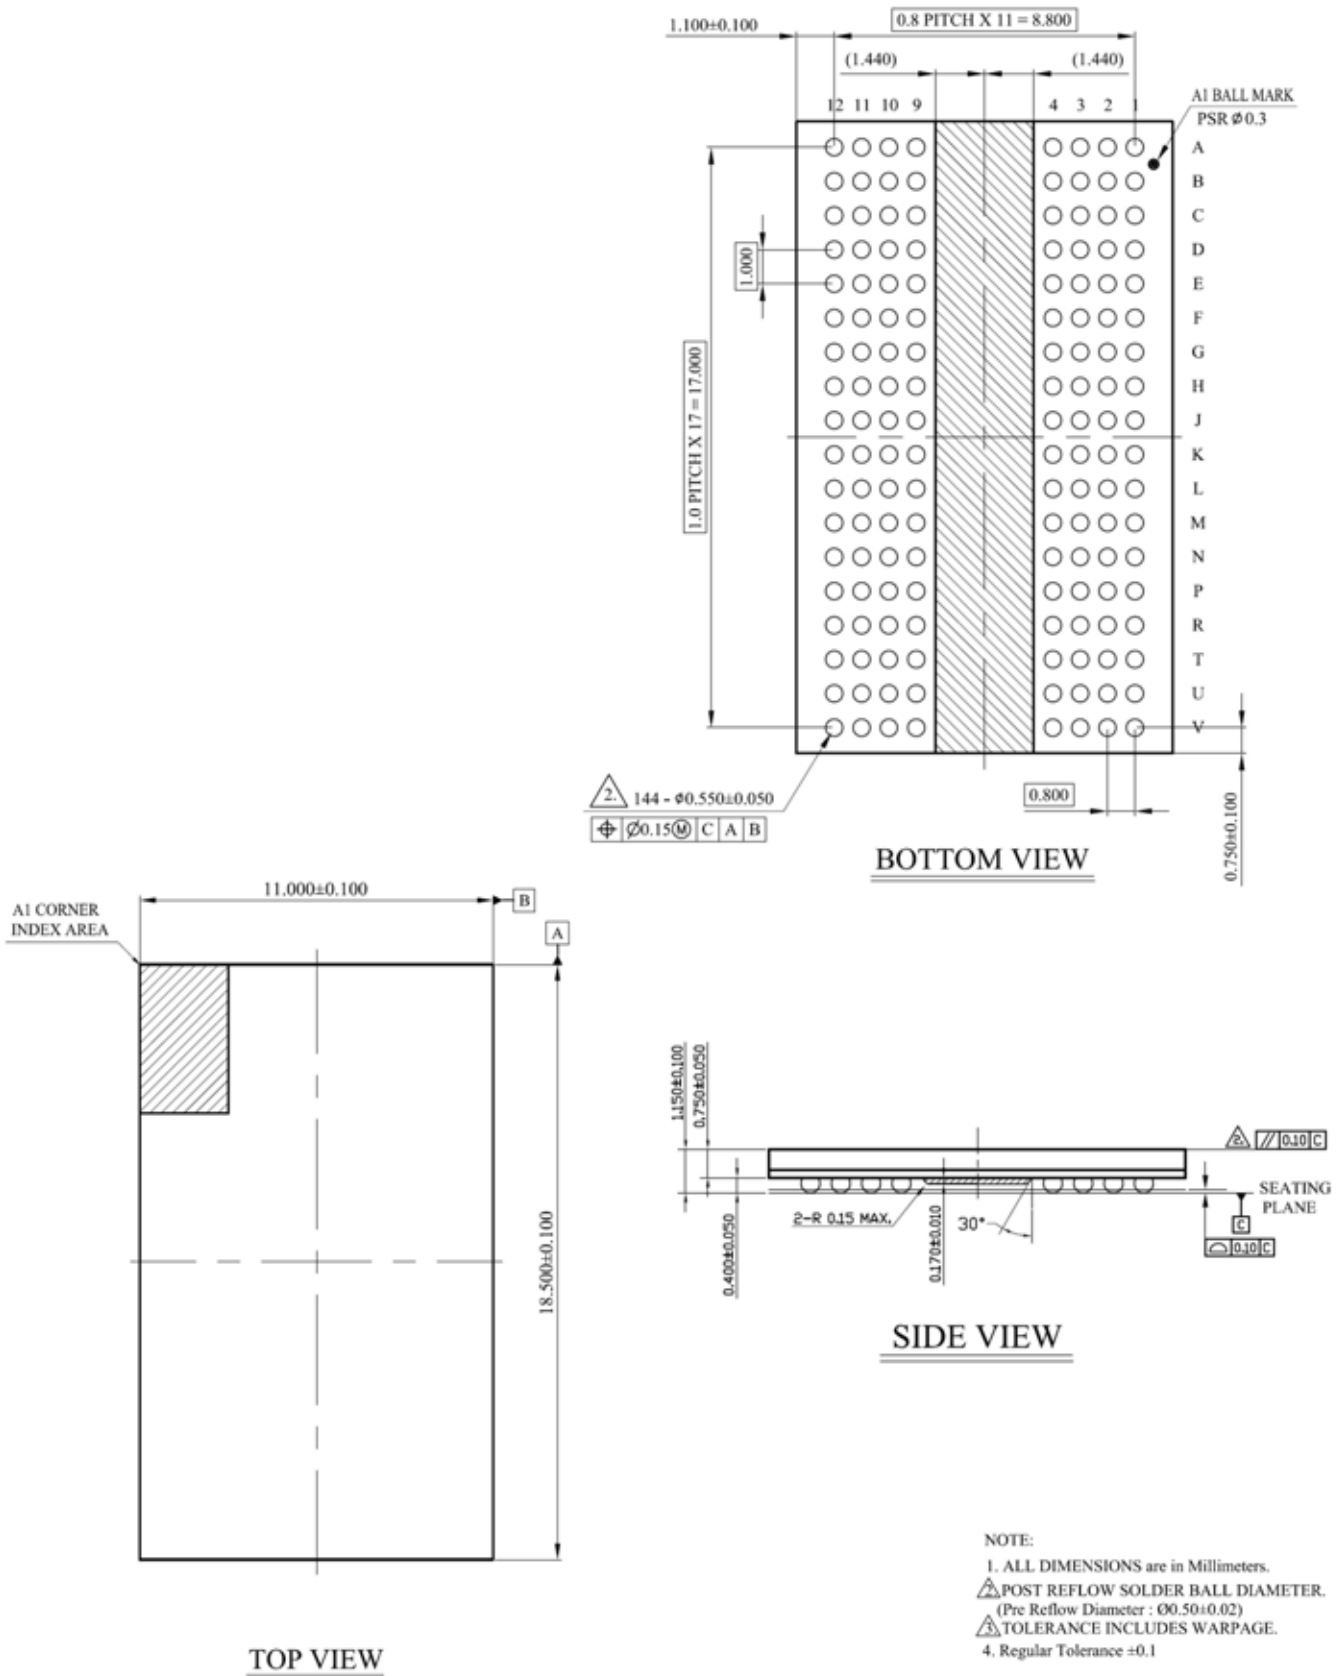 1.100±0.100
0.8 PITCH X 11 = 8.800
(1.440)
(1.440)
12 11 10 9
4 3 2 1
A1 BALL MARK
PSR Ø 0.3
A
B
C
D
E
F
G
H
J
K
L
M
N
P
R
T
U
V
1.000
1.0 PITCH X 17 = 17.000
2. 144 - Ø0.550±0.050
⌖ Ø0.15Ⓜ C A B
0.800
0.750±0.100
BOTTOM VIEW
11.000±0.100
B
A
A1 CORNER
INDEX AREA
18.500±0.100
TOP VIEW
1.150±0.100
0.750±0.050
0.400±0.050
2-R 0.15 MAX.
0.170±0.010
30°
2. // 0.10 C
SEATING
PLANE
C
⌓ 0.10 C
SIDE VIEW
NOTE:
1. ALL DIMENSIONS are in Millimeters.
2. POST REFLOW SOLDER BALL DIAMETER.
(Pre Reflow Diameter : Ø0.50±0.02)
3. TOLERANCE INCLUDES WARPAGE.
4. Regular Tolerance ±0.1